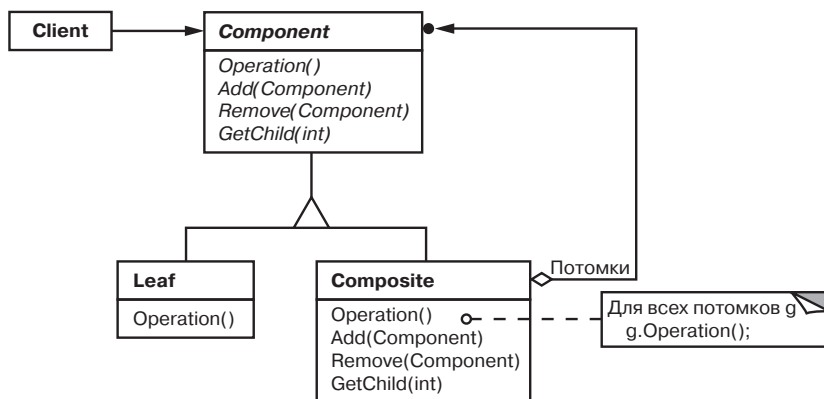 Client
Component
Operation()
Add(Component)
Remove(Component)
GetChild(int)
Leaf
Operation()
Composite
Operation()
Add(Component)
Remove(Component)
GetChild(int)
Потомки
Для всех потомков g
g.Operation();